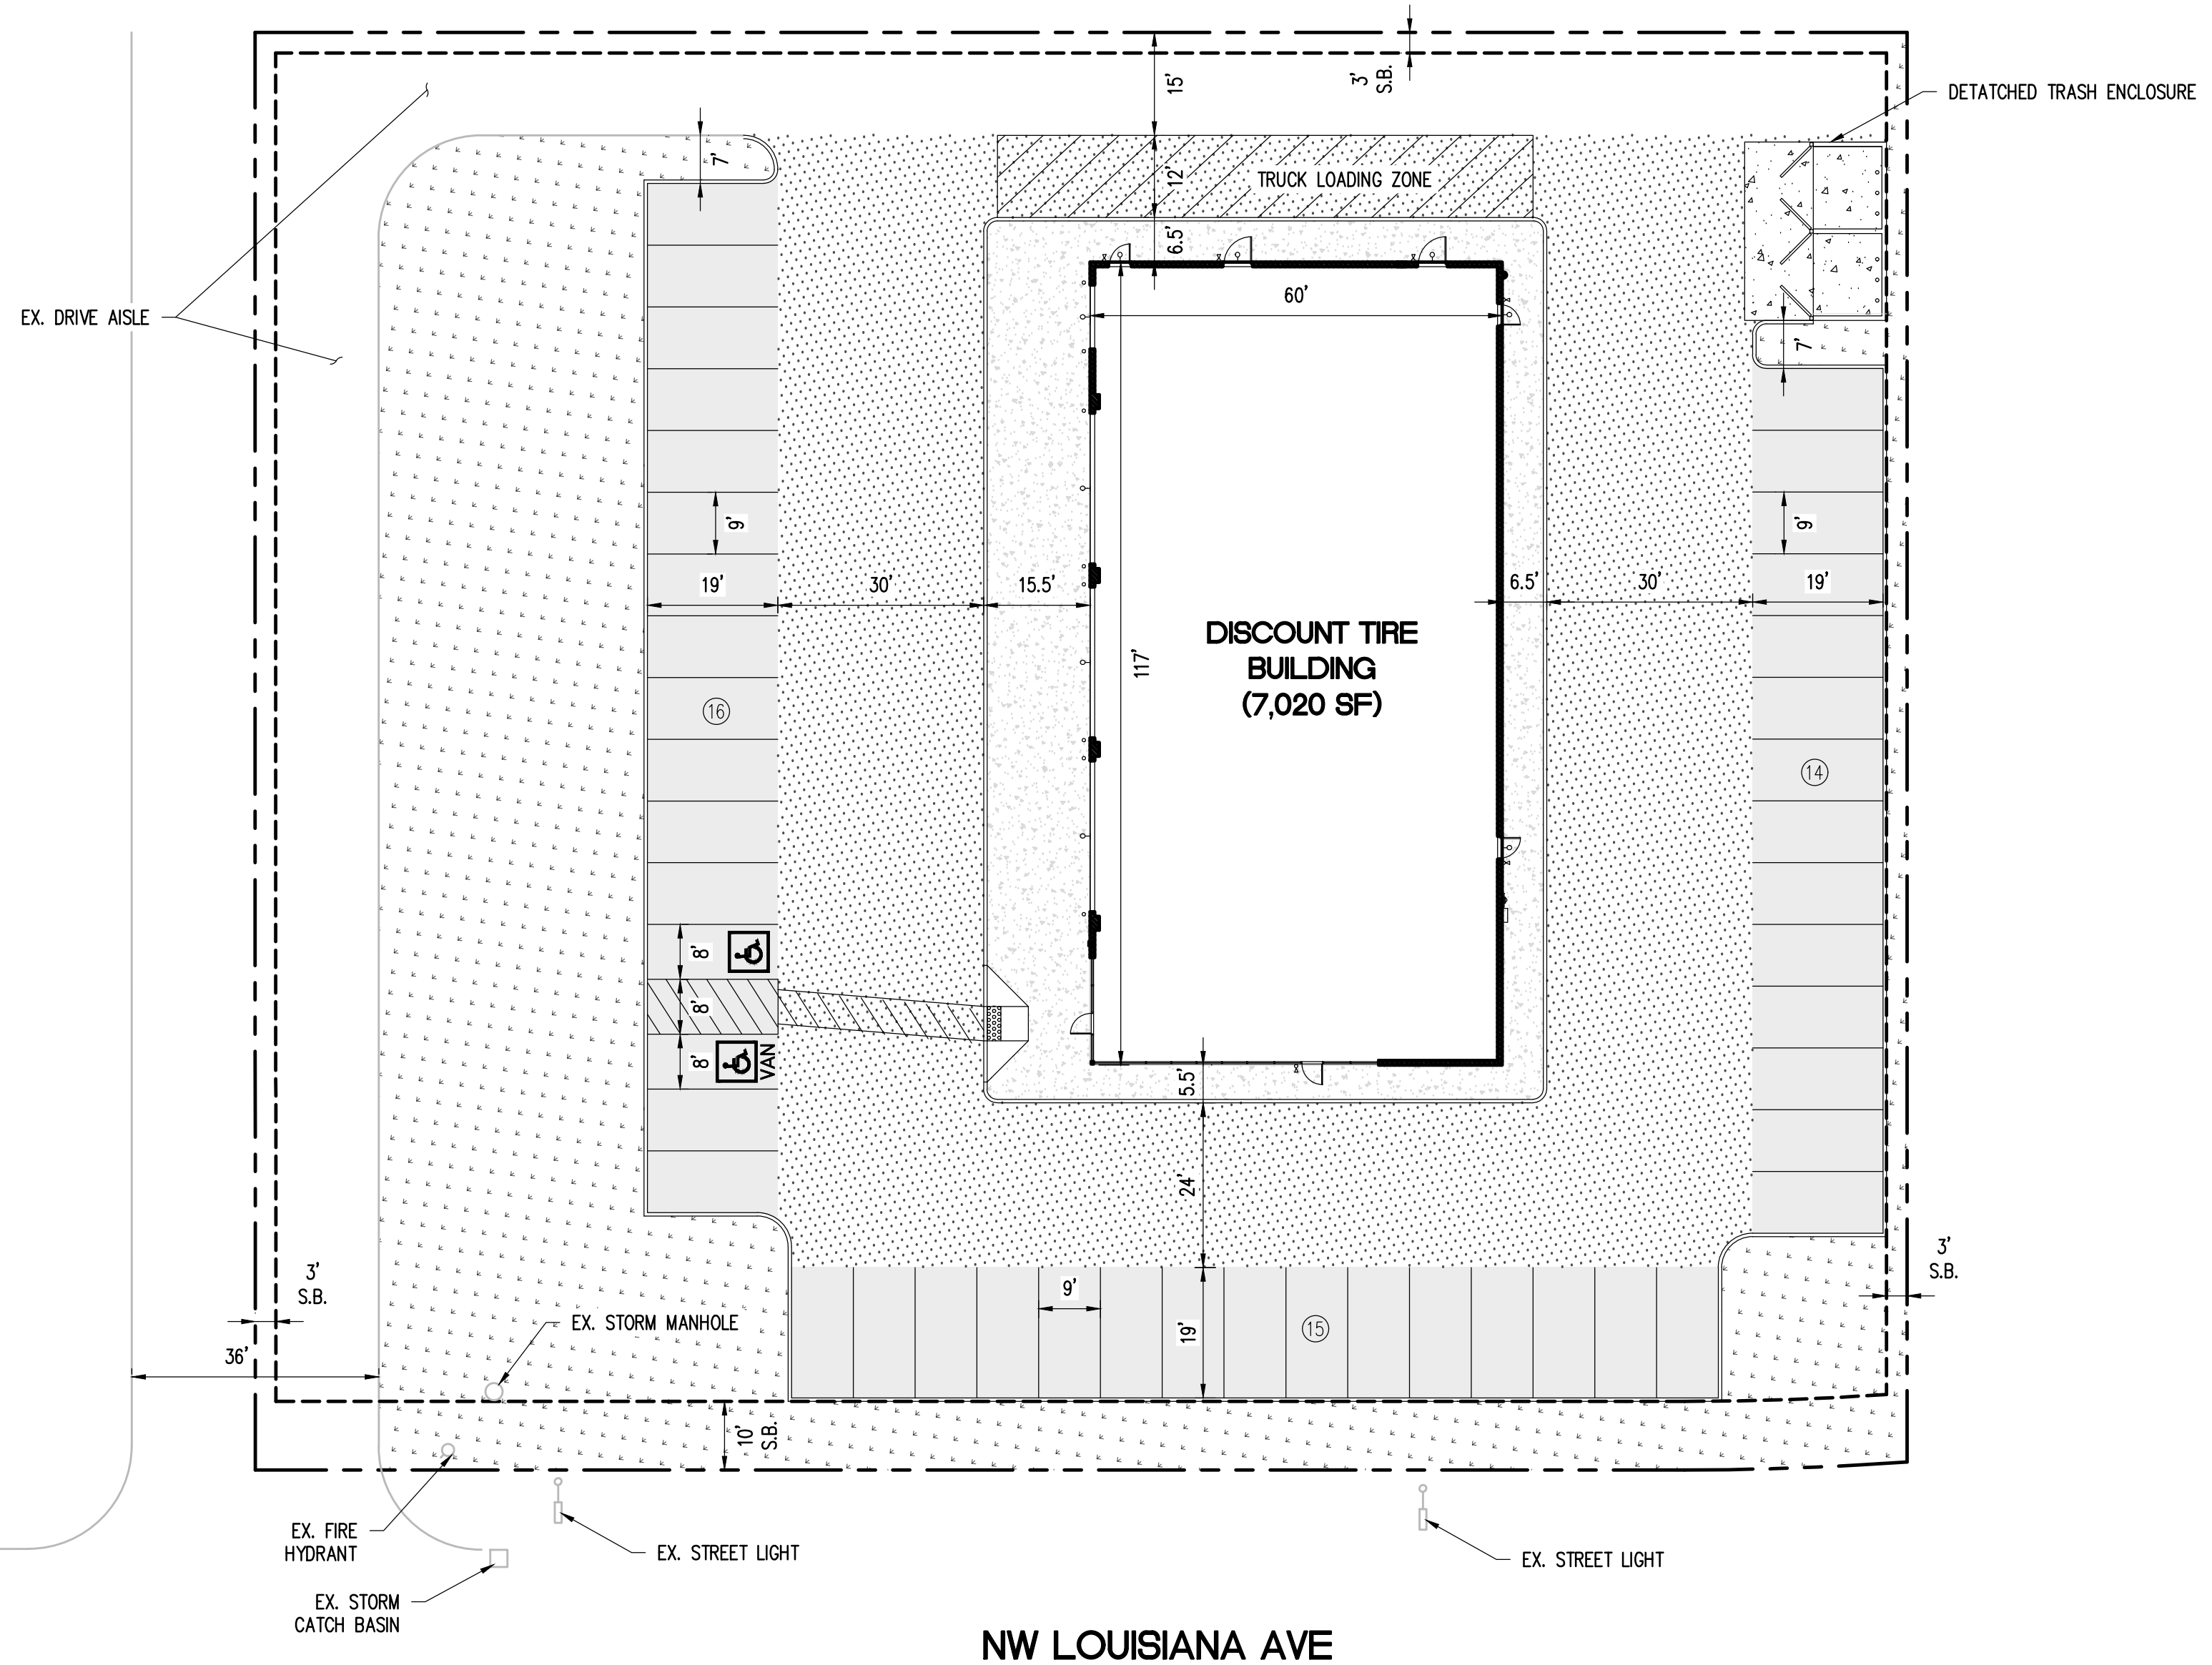 3'
S.B.
15'
DETATCHED TRASH ENCLOSURE
7'
12'
TRUCK LOADING ZONE
6.5'
60'
EX. DRIVE AISLE
7'
9'
9'
19'
30'
15.5'
6.5'
30'
19'
117'
DISCOUNT TIRE
BUILDING
(7,020 SF)
16
14
8'
8'
8'
VAN
5.5'
24'
3'
S.B.
3'
S.B.
9'
EX. STORM MANHOLE
15
19'
36'
10'
S.B.
EX. FIRE
HYDRANT
EX. STREET LIGHT
EX. STREET LIGHT
EX. STORM
CATCH BASIN
NW LOUISIANA AVE